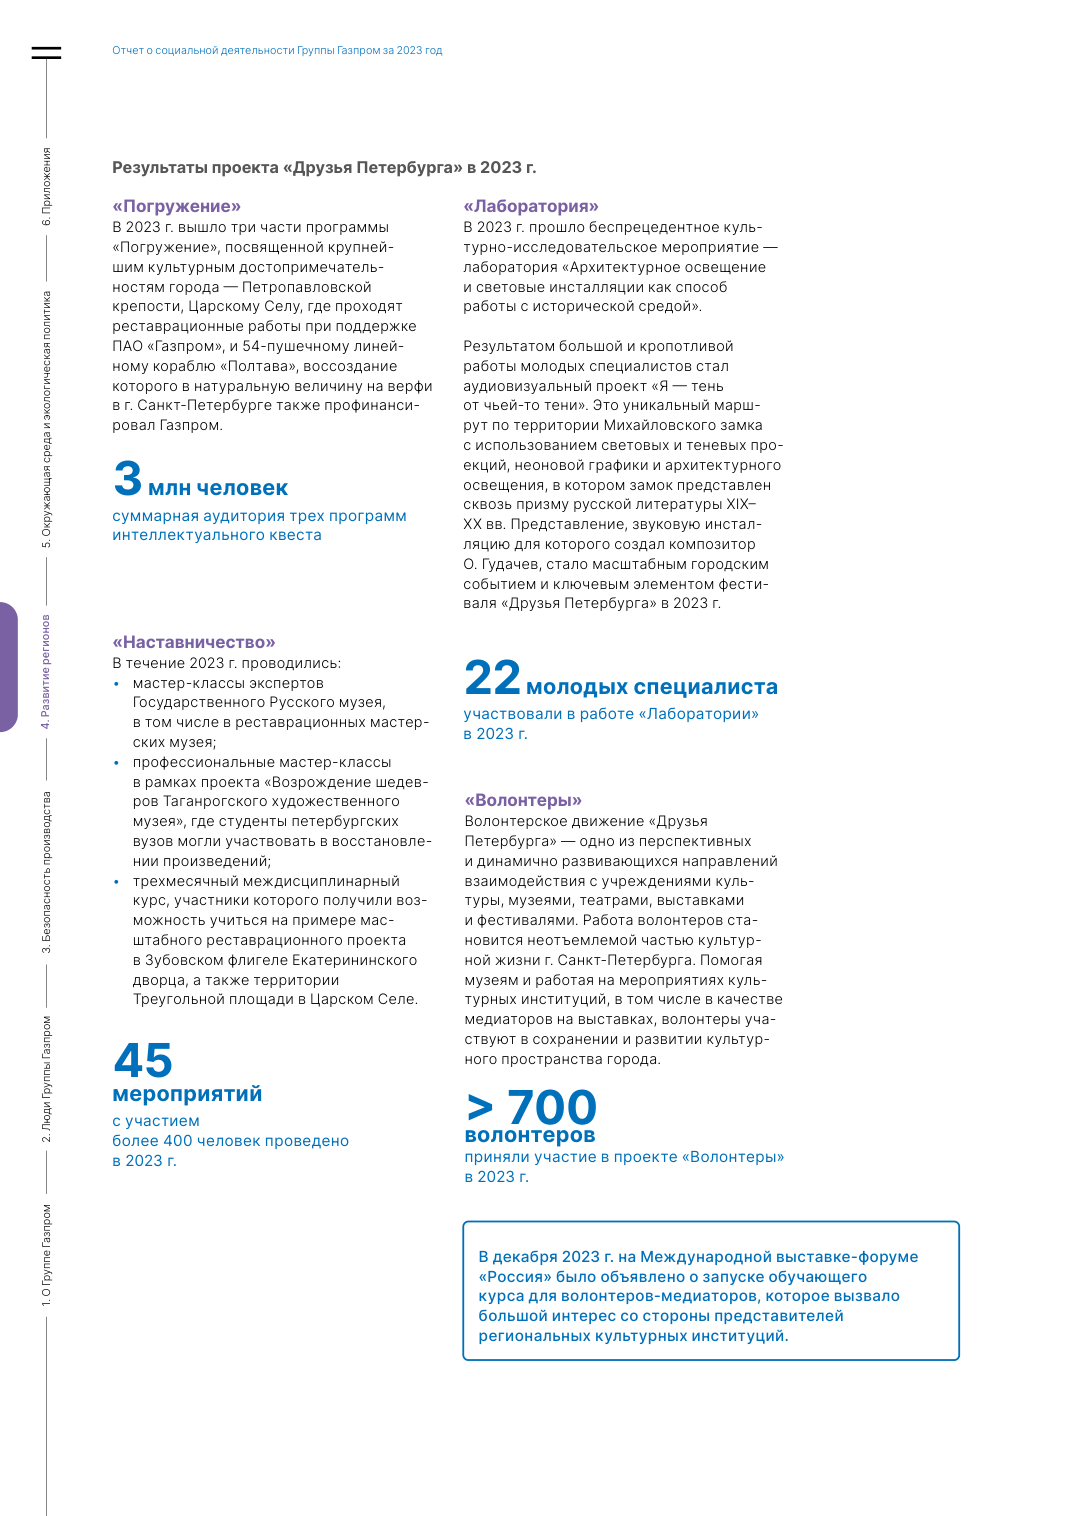 Отчет о социальной деятельности Группы Газпром за 2023 год
Результаты проекта «Друзья Петербурга» в 2023 г.
«Погружение»
В 2023 г. вышло три части программы
«Погружение», посвященной крупней-
шим культурным достопримечатель-
ностям города — Петропавловской
крепости, Царскому Селу, где проходят
реставрационные работы при поддержке
ПАО «Газпром», и 54-пушечному линей-
ному кораблю «Полтава», воссоздание
которого в натуральную величину на верфи
в г. Санкт-Петербурге также профинанси-
ровал Газпром.
3 млн человек
суммарная аудитория трех программ
интеллектуального квеста
«Наставничество»
В течение 2023 г. проводились:
• мастер-классы экспертов
Государственного Русского музея,
в том числе в реставрационных мастер-
ских музея;
• профессиональные мастер-классы
в рамках проекта «Возрождение шедев-
ров Таганрогского художественного
музея», где студенты петербургских
вузов могли участвовать в восстановле-
нии произведений;
• трехмесячный междисциплинарный
курс, участники которого получили воз-
можность учиться на примере мас-
штабного реставрационного проекта
в Зубовском флигеле Екатерининского
дворца, а также территории
Треугольной площади в Царском Селе.
45
мероприятий
с участием
более 400 человек проведено
в 2023 г.
«Лаборатория»
В 2023 г. прошло беспрецедентное куль-
турно-исследовательское мероприятие —
лаборатория «Архитектурное освещение
и световые инсталляции как способ
работы с исторической средой».
Результатом большой и кропотливой
работы молодых специалистов стал
аудиовизуальный проект «Я — тень
от чьей-то тени». Это уникальный марш-
рут по территории Михайловского замка
с использованием световых и теневых про-
екций, неоновой графики и архитектурного
освещения, в котором замок представлен
сквозь призму русской литературы XIX–
XX вв. Представление, звуковую инстал-
ляцию для которого создал композитор
О. Гудачев, стало масштабным городским
событием и ключевым элементом фести-
валя «Друзья Петербурга» в 2023 г.
22 молодых специалиста
участвовали в работе «Лаборатории»
в 2023 г.
«Волонтеры»
Волонтерское движение «Друзья
Петербурга» — одно из перспективных
и динамично развивающихся направлений
взаимодействия с учреждениями куль-
туры, музеями, театрами, выставками
и фестивалями. Работа волонтеров ста-
новится неотъемлемой частью культур-
ной жизни г. Санкт-Петербурга. Помогая
музеям и работая на мероприятиях куль-
турных институций, в том числе в качестве
медиаторов на выставках, волонтеры уча-
ствуют в сохранении и развитии культур-
ного пространства города.
> 700
волонтеров
приняли участие в проекте «Волонтеры»
в 2023 г.
В декабря 2023 г. на Международной выставке-форуме
«Россия» было объявлено о запуске обучающего
курса для волонтеров-медиаторов, которое вызвало
большой интерес со стороны представителей
региональных культурных институций.
6. Приложения
5. Окружающая среда и экологическая политика
4. Развитие регионов
3. Безопасность производства
2. Люди Группы Газпром
1. О Группе Газпром